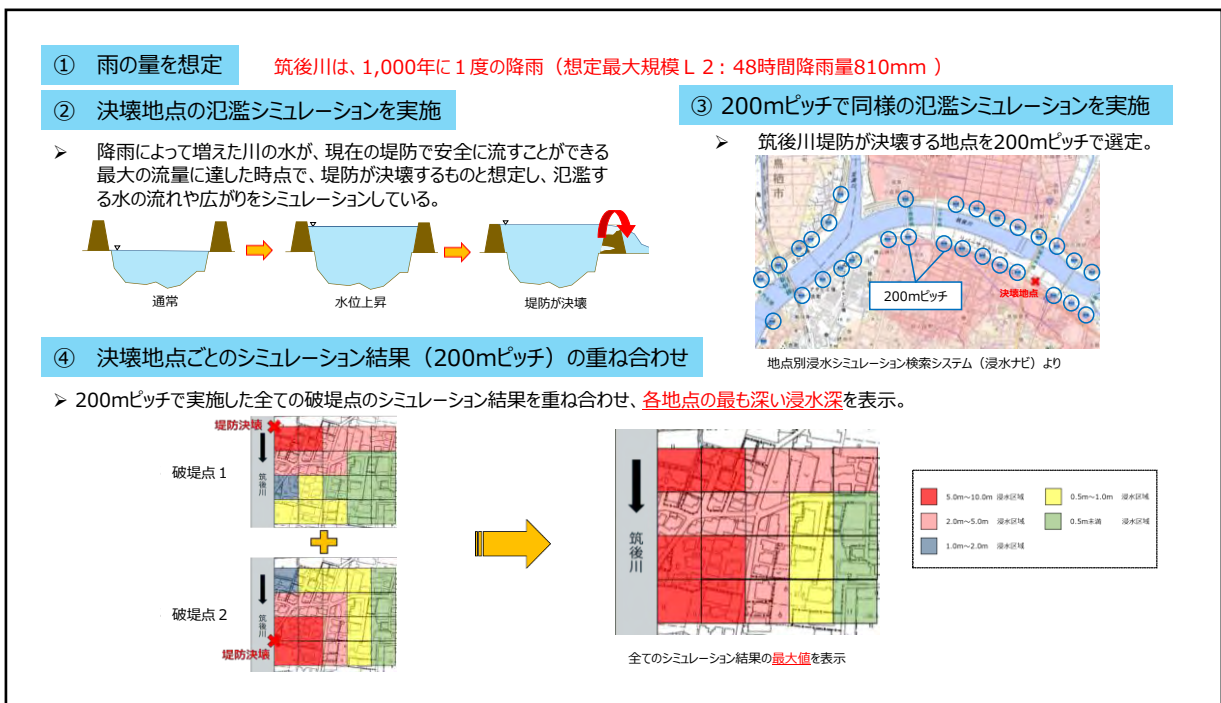 ① 雨の量を想定
筑後川は、1,000年に１度の降雨（想定最大規模Ｌ２：48時間降雨量810mm ）
② 決壊地点の氾濫シミュレーションを実施
➢ 降雨によって増えた川の水が、現在の堤防で安全に流すことができる
最大の流量に達した時点で、堤防が決壊するものと想定し、氾濫す
る水の流れや広がりをシミュレーションしている。
通常
水位上昇
堤防が決壊
③ 200mピッチで同様の氾濫シミュレーションを実施
➢ 筑後川堤防が決壊する地点を200mピッチで選定。
鳥栖市
200mピッチ
決壊地点
地点別浸水シミュレーション検索システム（浸水ナビ）より
④ 決壊地点ごとのシミュレーション結果（200mピッチ）の重ね合わせ
➢ 200mピッチで実施した全ての破堤点のシミュレーション結果を重ね合わせ、各地点の最も深い浸水深を表示。
堤防決壊
破堤点１
筑後川
破堤点２
筑後川
堤防決壊
筑後川
全てのシミュレーション結果の最大値を表示
5.0m～10.0m 浸水区域
2.0m～5.0m 浸水区域
1.0m～2.0m 浸水区域
0.5m～1.0m 浸水区域
0.5m未満 浸水区域